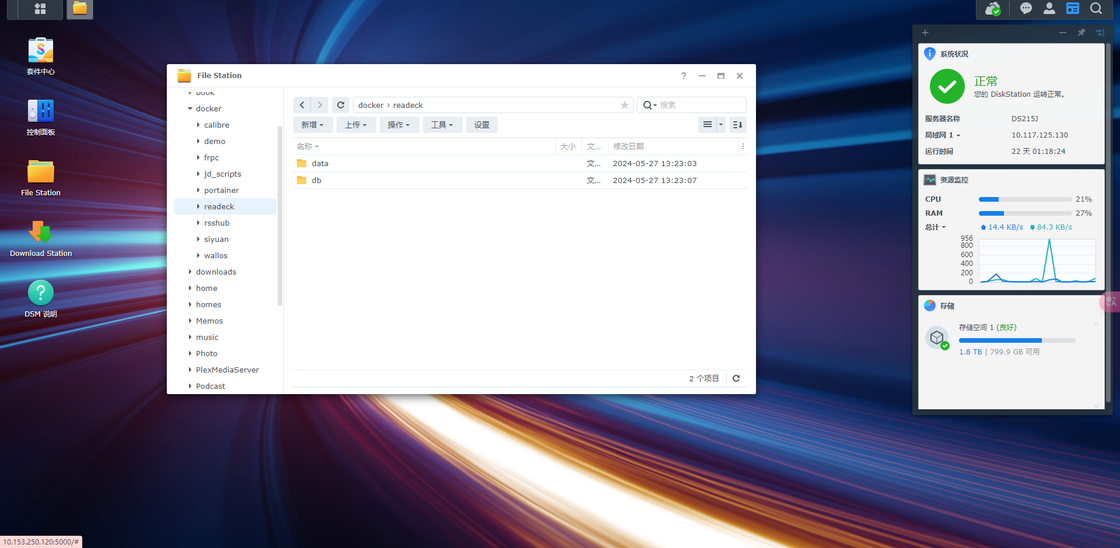 套件中心
控制面板
File Station
Download Station
DSM 说明
File Station
book
docker
calibre
demo
frpc
jd_scripts
portainer
readeck
rsshub
siyuan
wallos
downloads
home
homes
Memos
music
Photo
PlexMediaServer
Podcast
docker › readeck
搜索
新增
上传
操作
工具
设置
名称 大小 文... 修改日期
data 文... 2024-05-27 13:23:03
db 文... 2024-05-27 13:23:07
2 个项目
系统状况
正常
您的 DiskStation 运转正常。
服务器名称 DS215J
局域网 1 10.117.125.130
运行时间 22 天 01:18:24
资源监控
CPU 21%
RAM 27%
总计 14.4 KB/s 84.3 KB/s
956
800
600
400
200
0
存储
存储空间 1 (良好)
1.8 TB | 799.9 GB 可用
10.153.250.120:5000/#